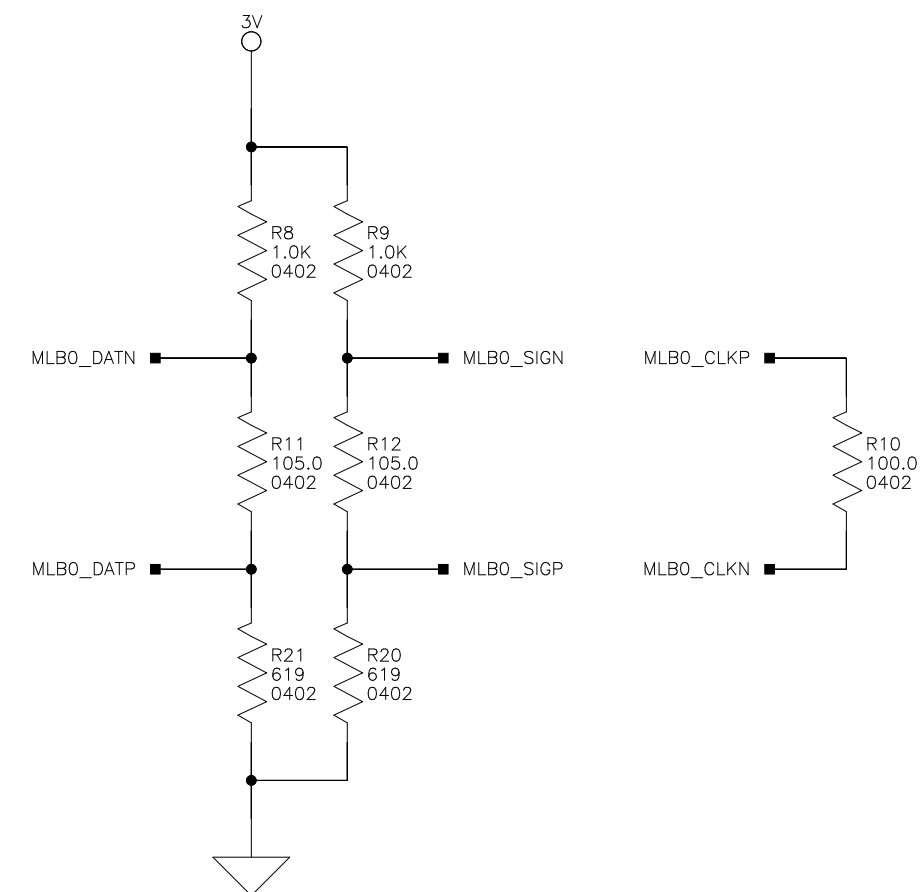 3V
R8
1.0K
0402
R9
1.0K
0402
MLB0_DATN
MLB0_SIGN
MLB0_CLKP
R11
105.0
0402
R12
105.0
0402
R10
100.0
0402
MLB0_DATP
MLB0_SIGP
MLB0_CLKN
R21
619
0402
R20
619
0402